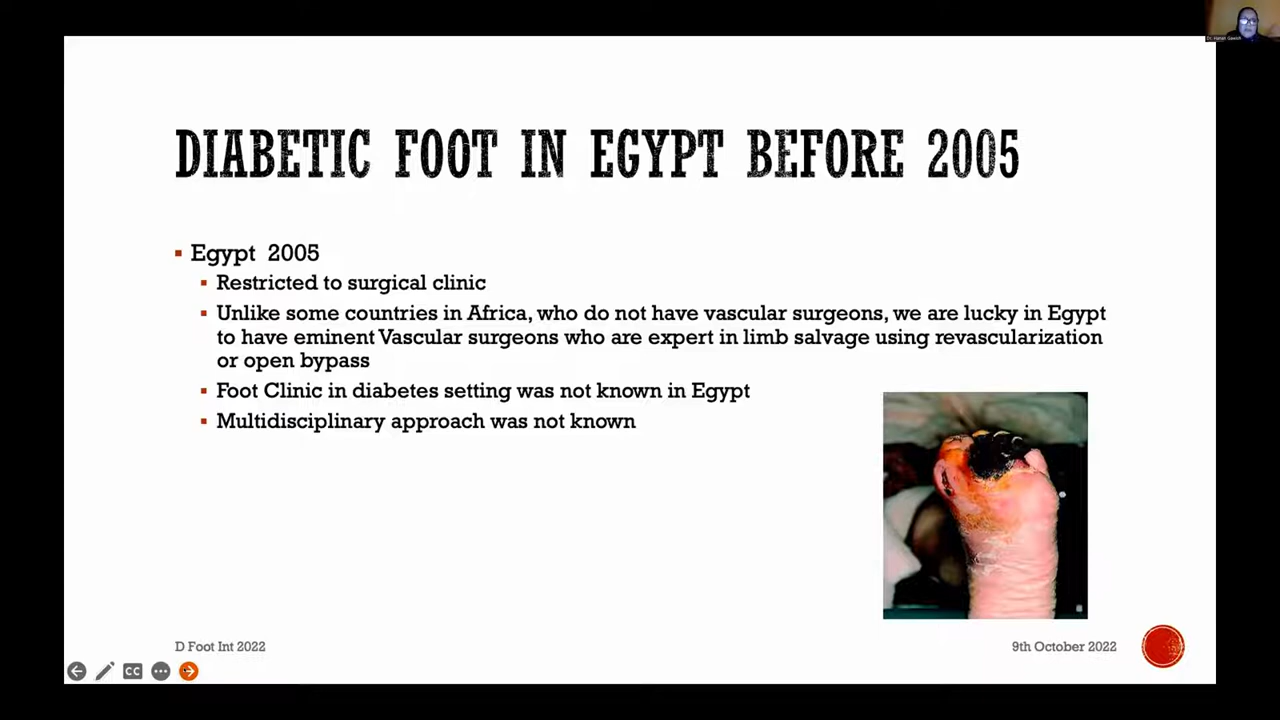 DIABETIC FOOT IN EGYPT BEFORE 2005
Egypt 2005
Restricted to surgical clinic
Unlike some countries in Africa, who do not have vascular surgeons, we are lucky in Egypt
to have eminent Vascular surgeons who are expert in limb salvage using revascularization
or open bypass
Foot Clinic in diabetes setting was not known in Egypt
Multidisciplinary approach was not known
D Foot Int 2022
9th October 2022
CC